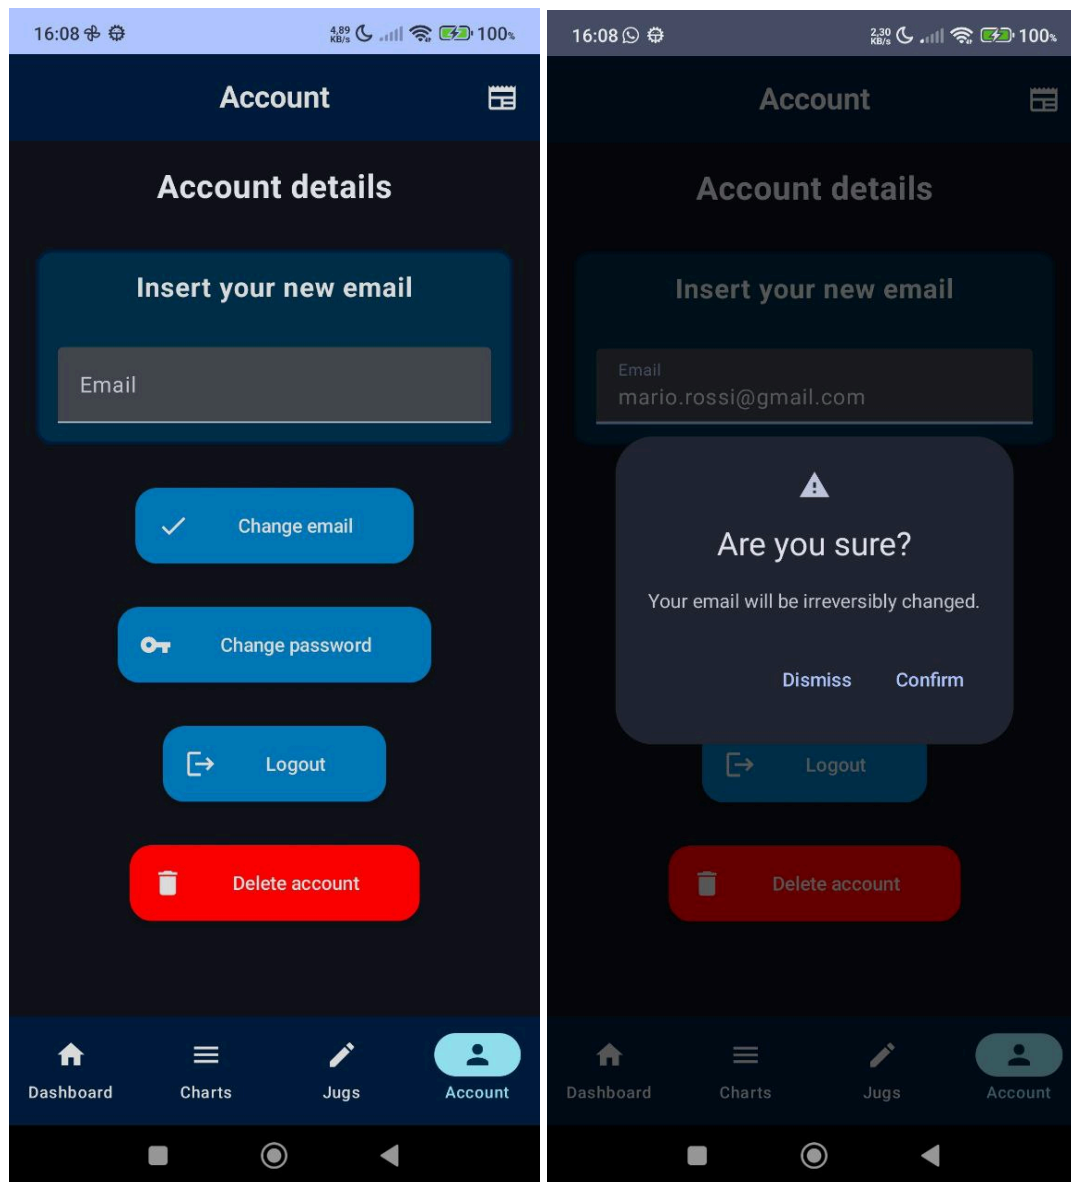 16:08 4,89 KB/s 100%
Account
Account details
Insert your new email
Email
Change email
Change password
Logout
Delete account
Dashboard Charts Jugs Account
16:08 2,30 KB/s 100%
Account
Account details
Insert your new email
Email
mario.rossi@gmail.com
Are you sure?
Your email will be irreversibly changed.
Dismiss Confirm
Logout
Delete account
Dashboard Charts Jugs Account